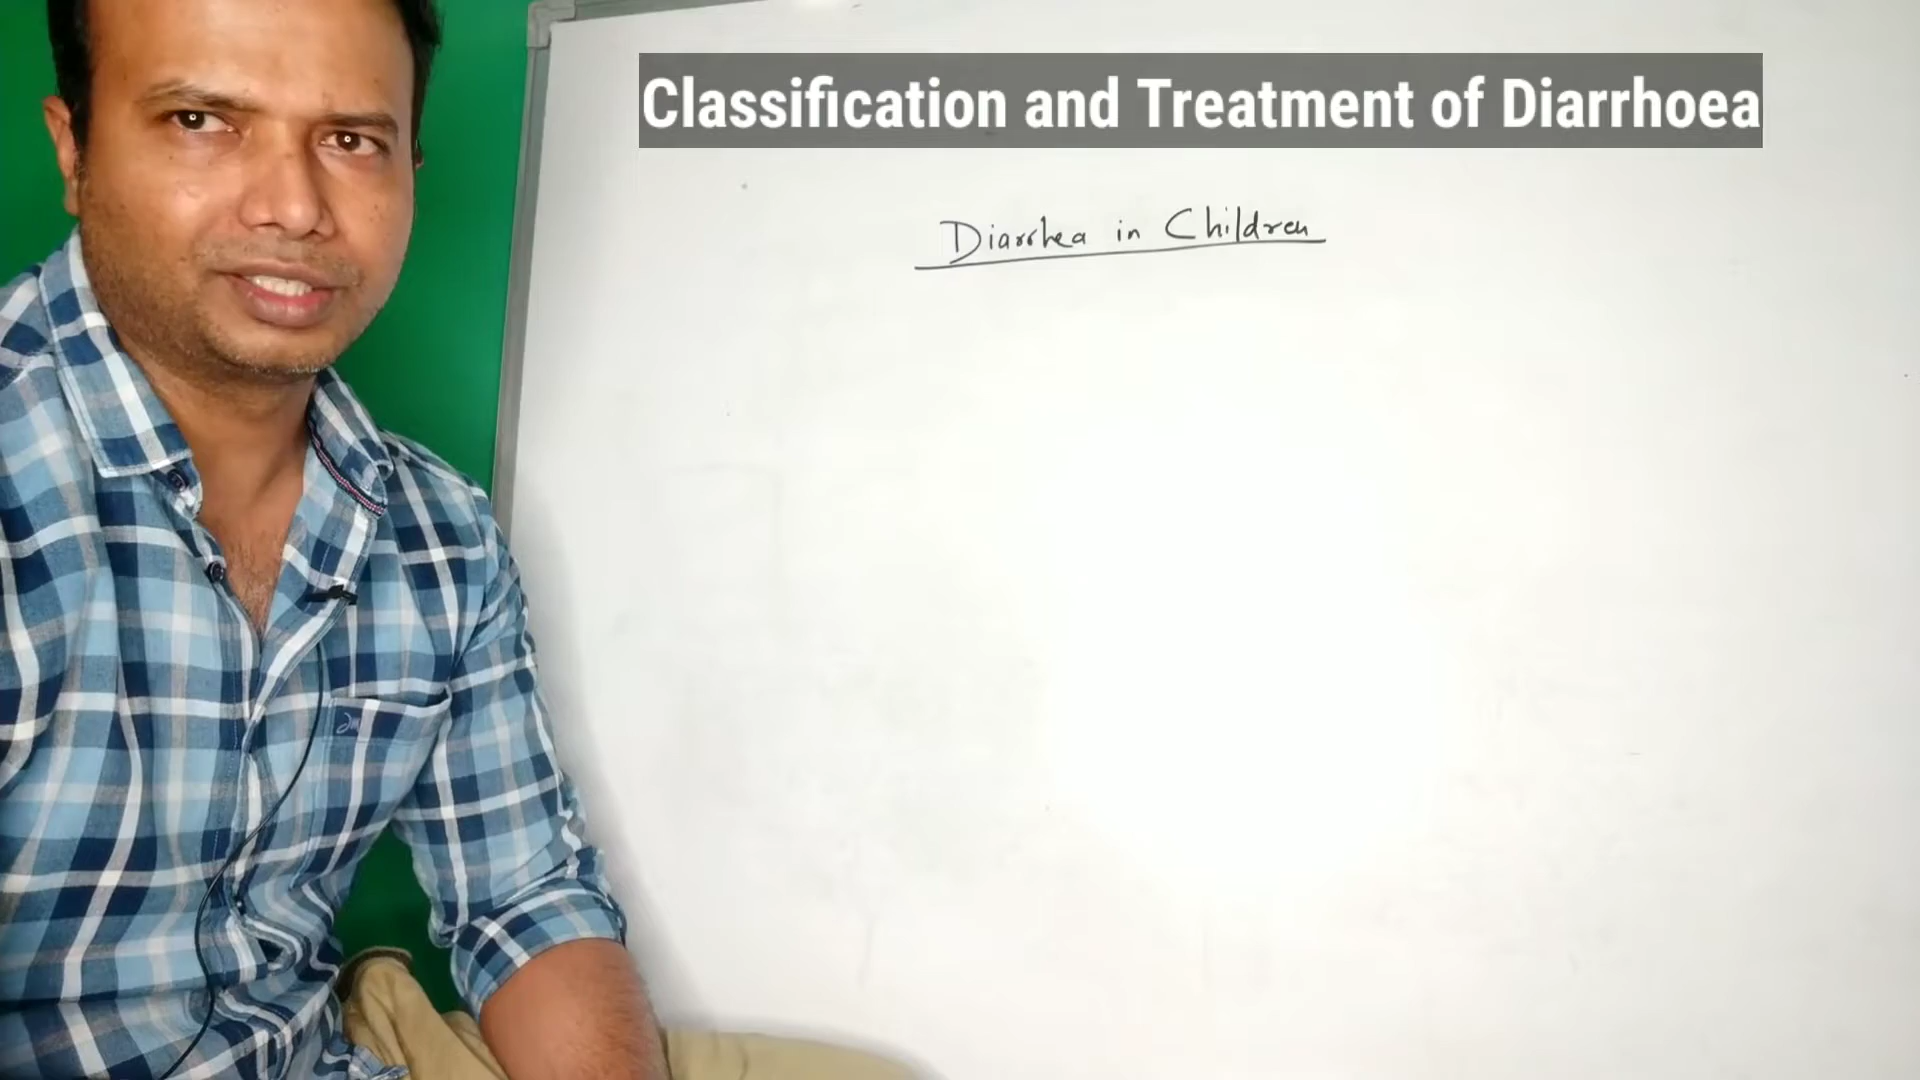 Classification and Treatment of Diarrhoea
Diarrhea in Children